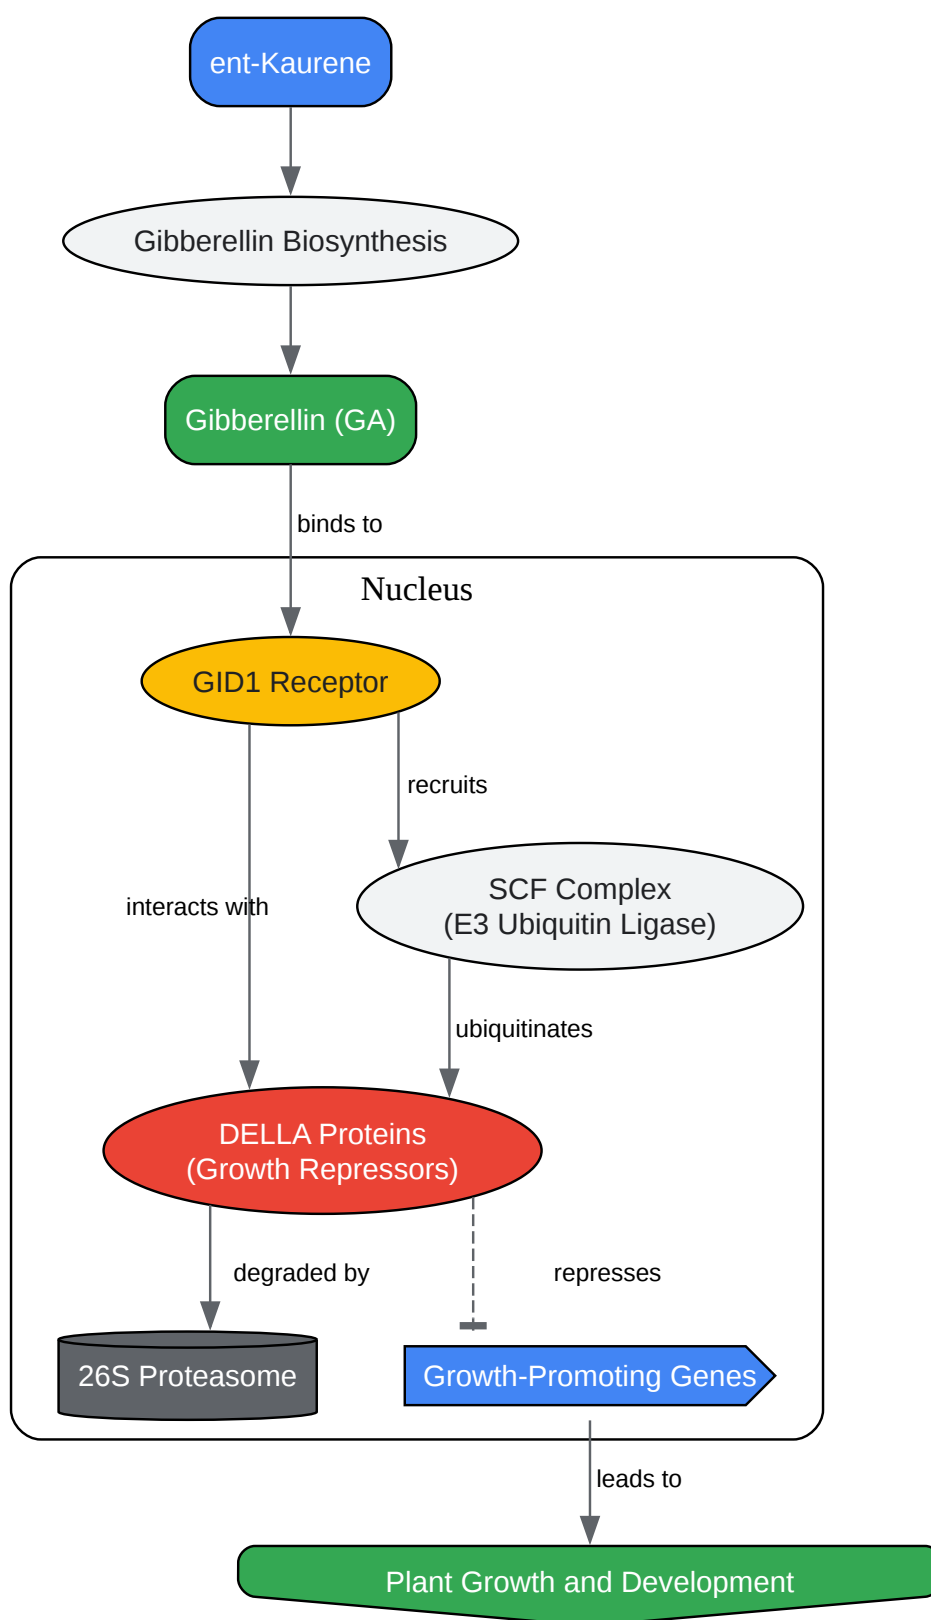 ent-Kaurene
Gibberellin Biosynthesis
Gibberellin (GA)
binds to
Nucleus
GID1 Receptor
recruits
SCF Complex
(E3 Ubiquitin Ligase)
interacts with
ubiquitinates
DELLA Proteins
(Growth Repressors)
degraded by
represses
26S Proteasome
Growth-Promoting Genes
leads to
Plant Growth and Development